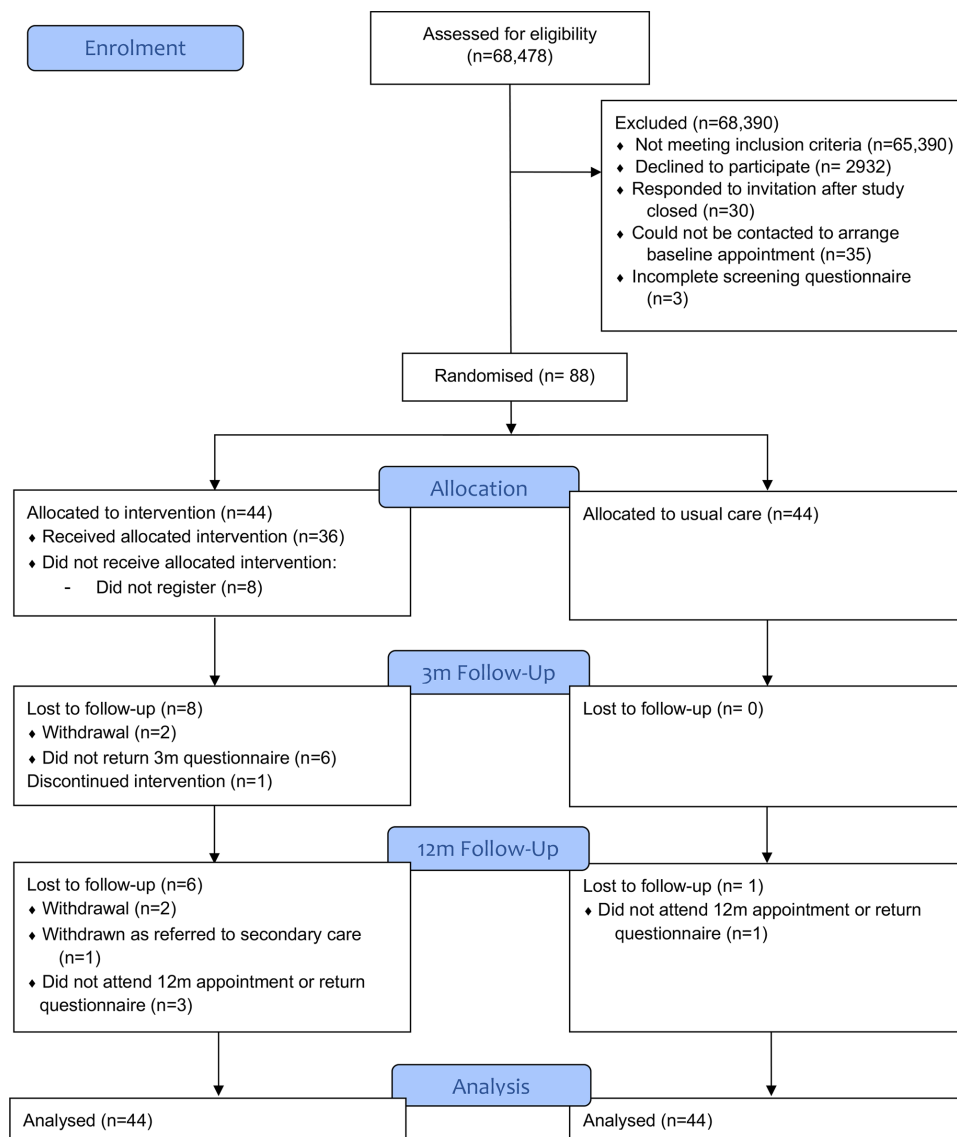 Enrolment
Assessed for eligibility
(n=68,478)
Excluded (n=68,390)
♦ Not meeting inclusion criteria (n=65,390)
♦ Declined to participate (n= 2932)
♦ Responded to invitation after study
closed (n=30)
♦ Could not be contacted to arrange
baseline appointment (n=35)
♦ Incomplete screening questionnaire
(n=3)
Randomised (n= 88)
Allocation
Allocated to intervention (n=44)
♦ Received allocated intervention (n=36)
♦ Did not receive allocated intervention:
- Did not register (n=8)
Allocated to usual care (n=44)
3m Follow-Up
Lost to follow-up (n=8)
♦ Withdrawal (n=2)
♦ Did not return 3m questionnaire (n=6)
Discontinued intervention (n=1)
Lost to follow-up (n= 0)
12m Follow-Up
Lost to follow-up (n=6)
♦ Withdrawal (n=2)
♦ Withdrawn as referred to secondary care
(n=1)
♦ Did not attend 12m appointment or return
questionnaire (n=3)
Lost to follow-up (n= 1)
♦ Did not attend 12m appointment or return
questionnaire (n=1)
Analysis
Analysed (n=44)
Analysed (n=44)